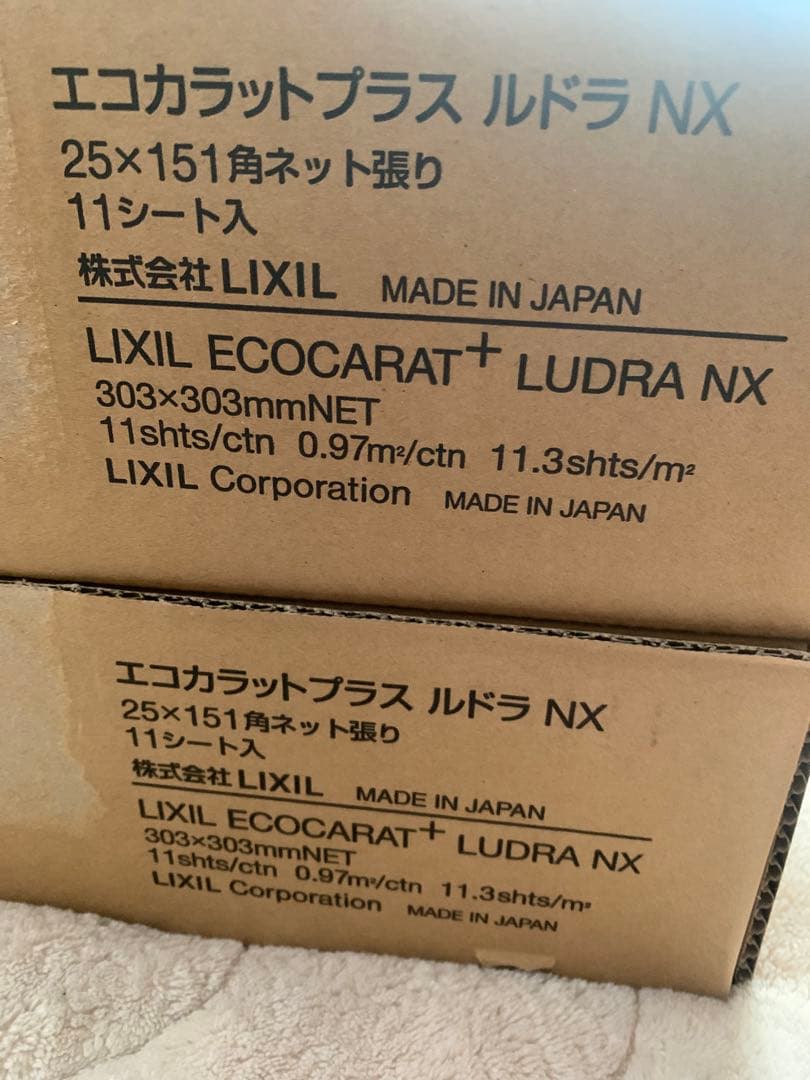 エコカラットプラス ルドラ NX
25×151角ネット張り
11シート入
株式会社 LIXIL MADE IN JAPAN
LIXIL ECOCARAT+ LUDRA NX
303×303mmNET
11shts/ctn 0.97m²/ctn 11.3shts/m²
LIXIL Corporation MADE IN JAPAN
エコカラットプラス ルドラ NX
25×151角ネット張り
11シート入
株式会社 LIXIL MADE IN JAPAN
LIXIL ECOCARAT+ LUDRA NX
303×303mmNET
11shts/ctn 0.97m²/ctn 11.3shts/m²
LIXIL Corporation MADE IN JAPAN